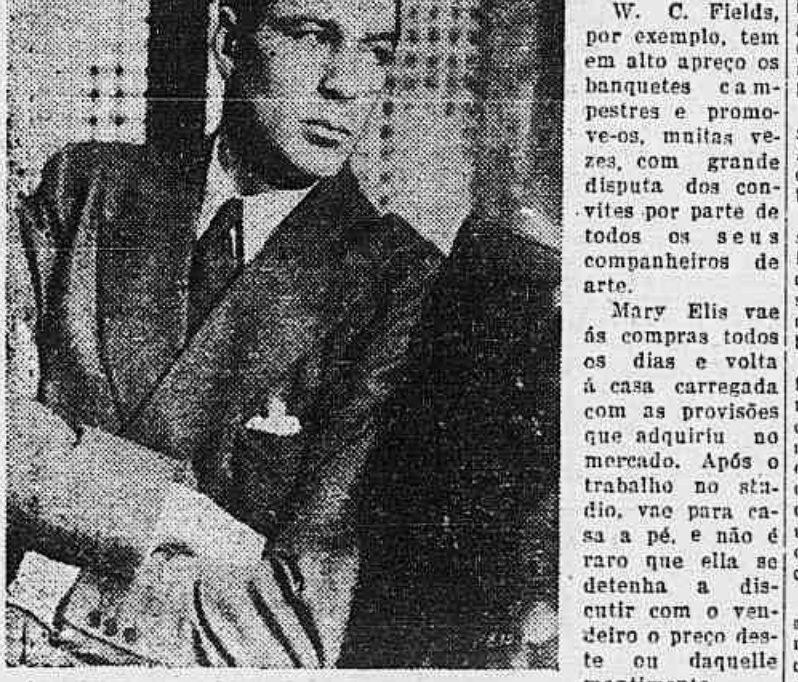 W. C. Fields,
por exemplo, tem
em alto apreço os
banquetes cam-
pestres e promo-
ve-os, muitas ve-
zes, com grande
disputa dos con-
vites por parte de
todos os seus
companheiros de
arte.
Mary Elis vae
ás compras todos
os dias e volta
á casa carregada
com as provisões
que adquiriu no
mercado. Após o
trabalho no stu-
dio, vae para ca-
sa a pé, e não é
raro que ella se
detenha a dis-
cutir com o ven-
deiro o preço des-
te ou daquelle